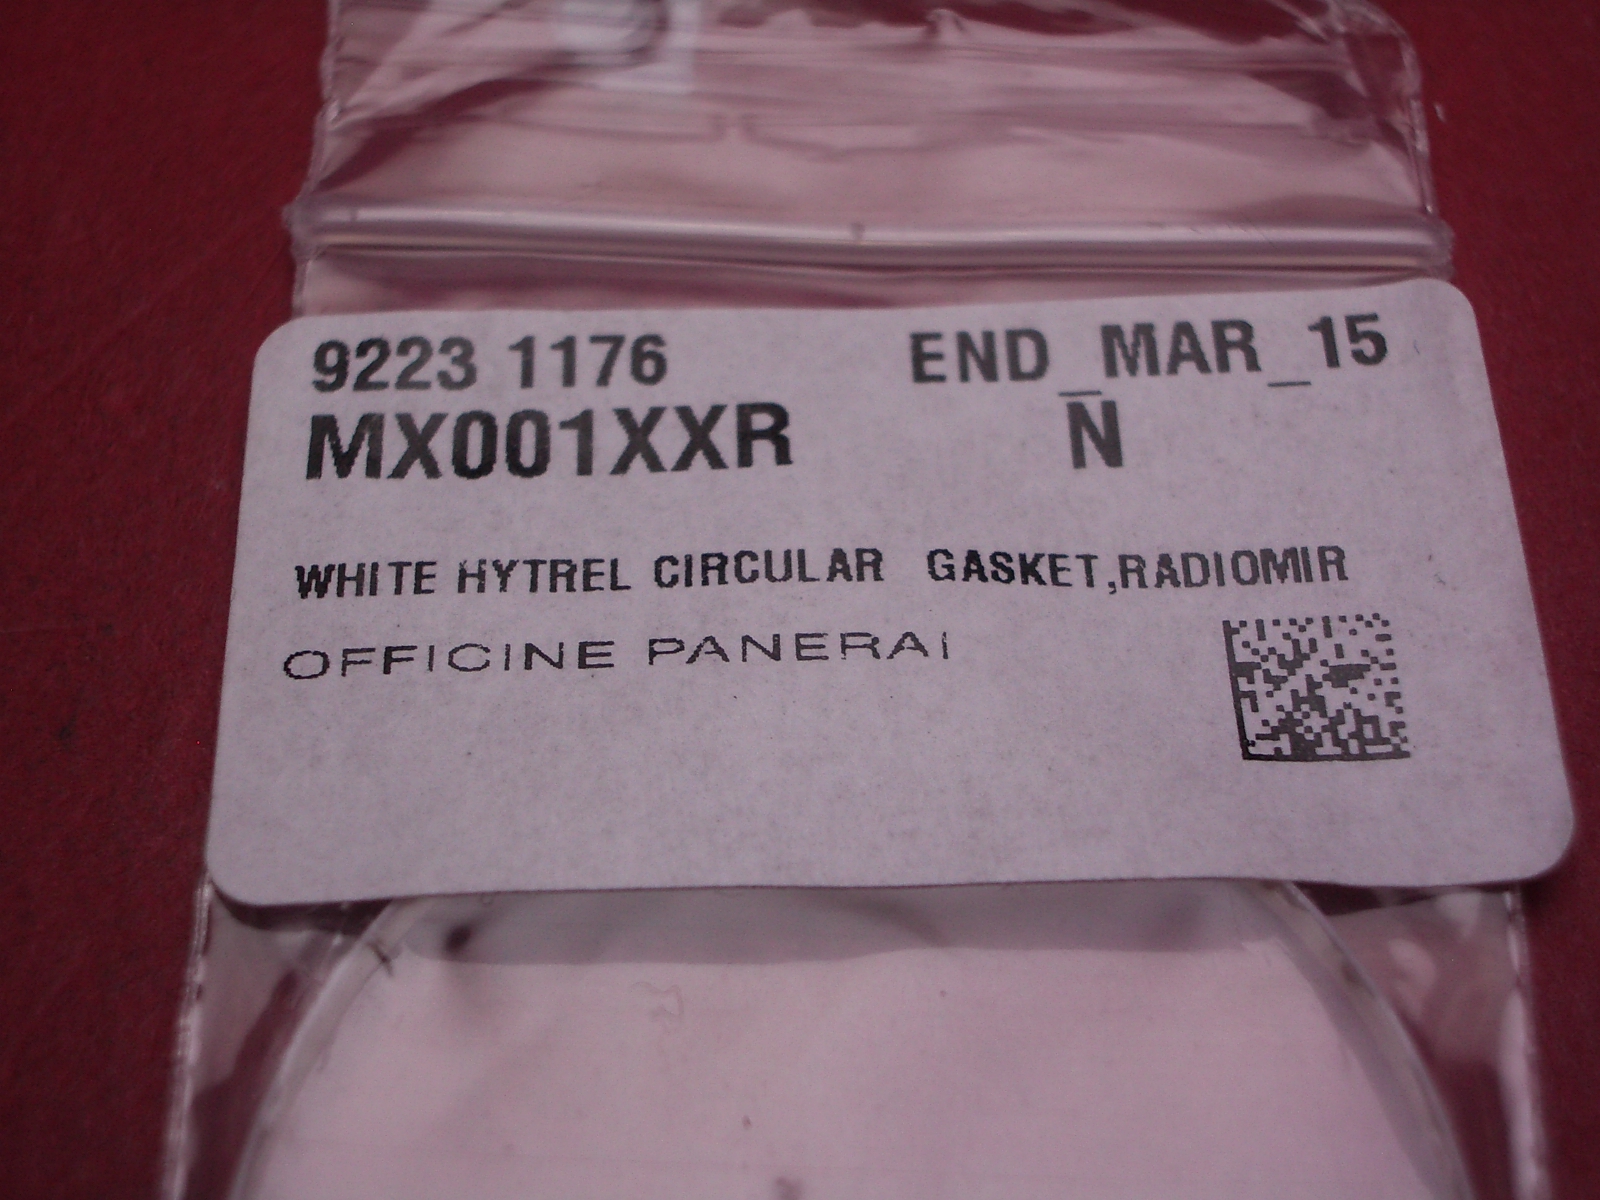 9223 1176 END_MAR_15
MX001XXR N
WHITE HYTREL CIRCULAR GASKET,RADIOMIR
OFFICINE PANERAI